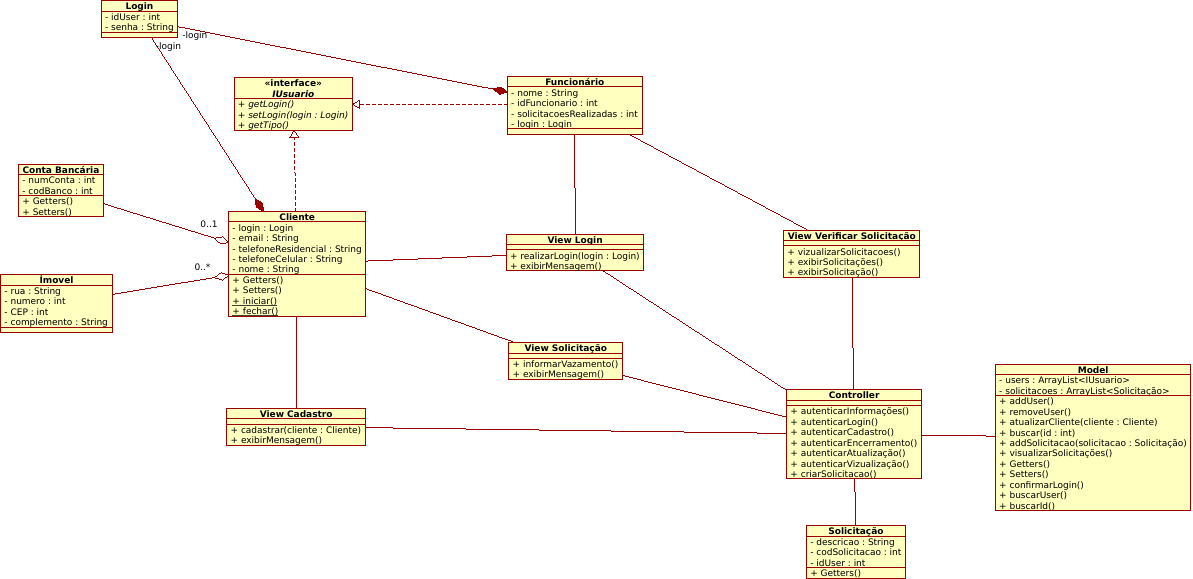 Login
- idUser : int
- senha : String
-login
-login
«interface»
IUsuario
+ getLogin()
+ setLogin(login : Login)
+ getTipo()
Funcionário
- nome : String
- idFuncionario : int
- solicitacoesRealizadas : int
- login : Login
Conta Bancária
- numConta : int
- codBanco : int
+ Getters()
+ Setters()
0..1
0..*
Cliente
- login : Login
- email : String
- telefoneResidencial : String
- telefoneCelular : String
- nome : String
+ Getters()
+ Setters()
+ iniciar()
+ fechar()
View Login
+ realizarLogin(login : Login)
+ exibirMensagem()
View Verificar Solicitação
+ vizualizarSolicitacoes()
+ exibirSolicitações()
+ exibirSolicitação()
Imovel
- rua : String
- numero : int
- CEP : int
- complemento : String
View Solicitação
+ informarVazamento()
+ exibirMensagem()
View Cadastro
+ cadastrar(cliente : Cliente)
+ exibirMensagem()
Controller
+ autenticarInformações()
+ autenticarLogin()
+ autenticarCadastro()
+ autenticarEncerramento()
+ autenticarAtualização()
+ autenticarVizualização()
+ criarSolicitacao()
Model
- users : ArrayList<IUsuario>
- solicitacoes : ArrayList<Solicitação>
+ addUser()
+ removeUser()
+ atualizarCliente(cliente : Cliente)
+ buscar(id : int)
+ addSolicitacao(solicitacao : Solicitação)
+ visualizarSolicitações()
+ Getters()
+ Setters()
+ confirmarLogin()
+ buscarUser()
+ buscarId()
Solicitação
- descricao : String
- codSolicitacao : int
- idUser : int
+ Getters()